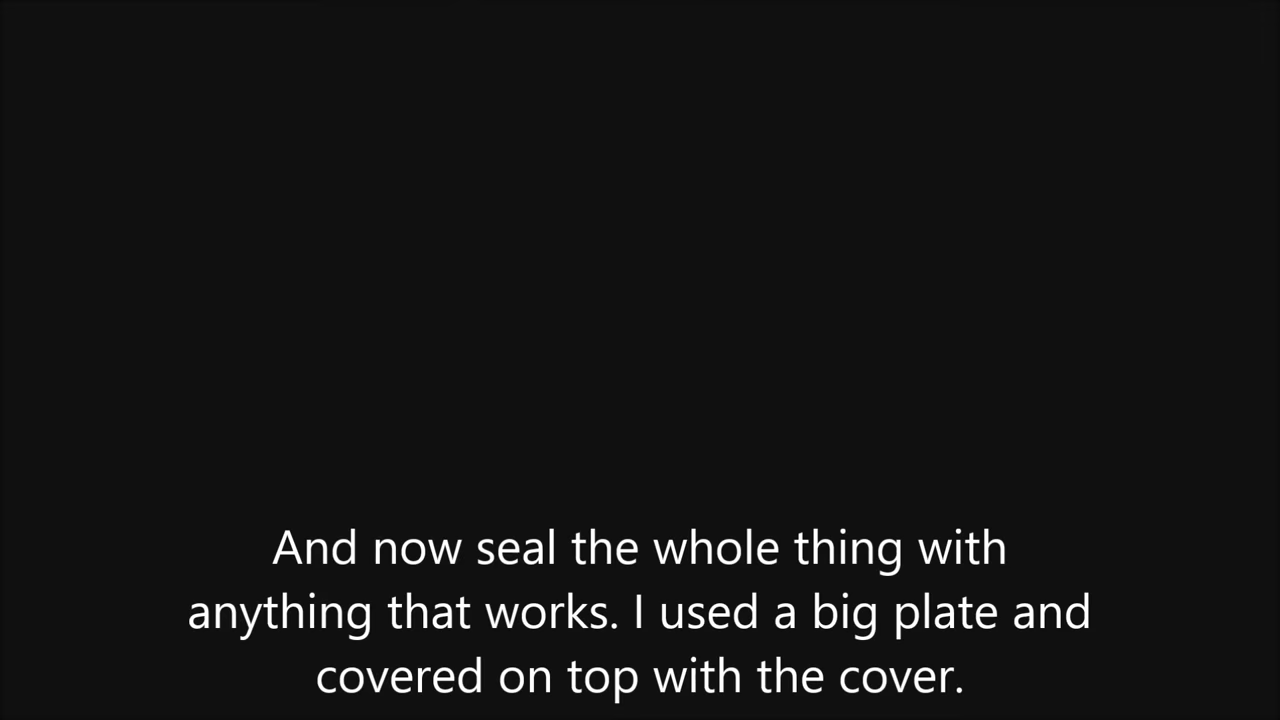 And now seal the whole thing with
anything that works. I used a big plate and
covered on top with the cover.